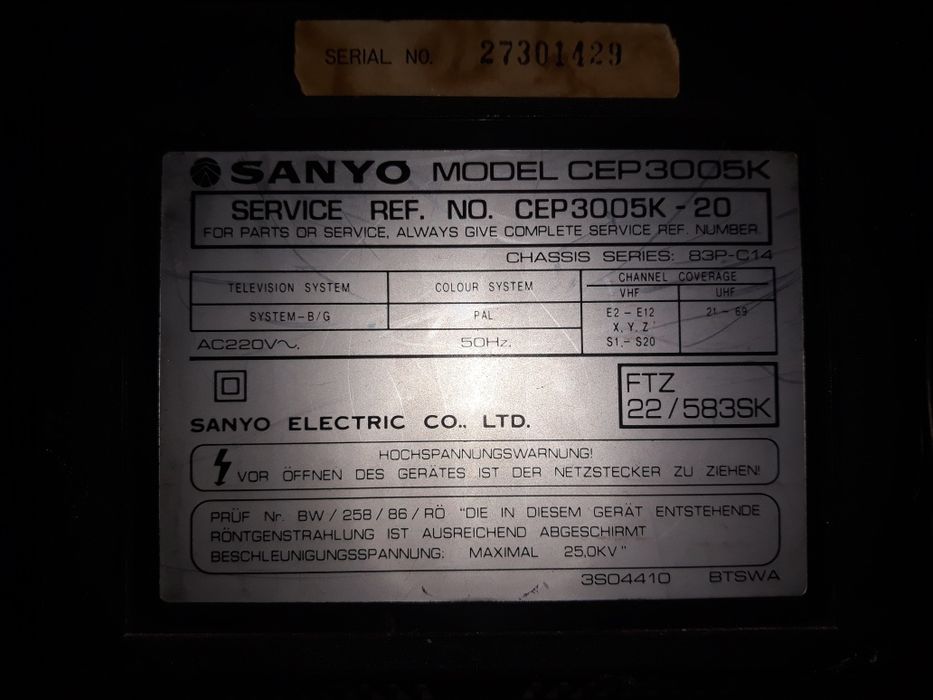 SERIAL NO. 27301429
SANYO MODEL CEP3005K
SERVICE REF. NO. CEP3005K-20
FOR PARTS OR SERVICE, ALWAYS GIVE COMPLETE SERVICE REF. NUMBER.
CHASSIS SERIES: 83P-C14
TELEVISION SYSTEM COLOUR SYSTEM CHANNEL COVERAGE
VHF UHF
SYSTEM-B/G PAL E2 - E12 21 - 69
X, Y, Z
S1,- S20
AC220V~, 50Hz,
FTZ
22/583SK
SANYO ELECTRIC CO., LTD.
HOCHSPANNUNGSWARNUNG!
VOR ÖFFNEN DES GERÄTES IST DER NETZSTECKER ZU ZIEHEN!
PRÜF Nr. BW/258/86/RÖ "DIE IN DIESEM GERÄT ENTSTEHENDE
RÖNTGENSTRAHLUNG IST AUSREICHEND ABGESCHIRMT
BESCHLEUNIGUNGSSPANNUNG: MAXIMAL 25,0KV"
3S04410 BTSWA